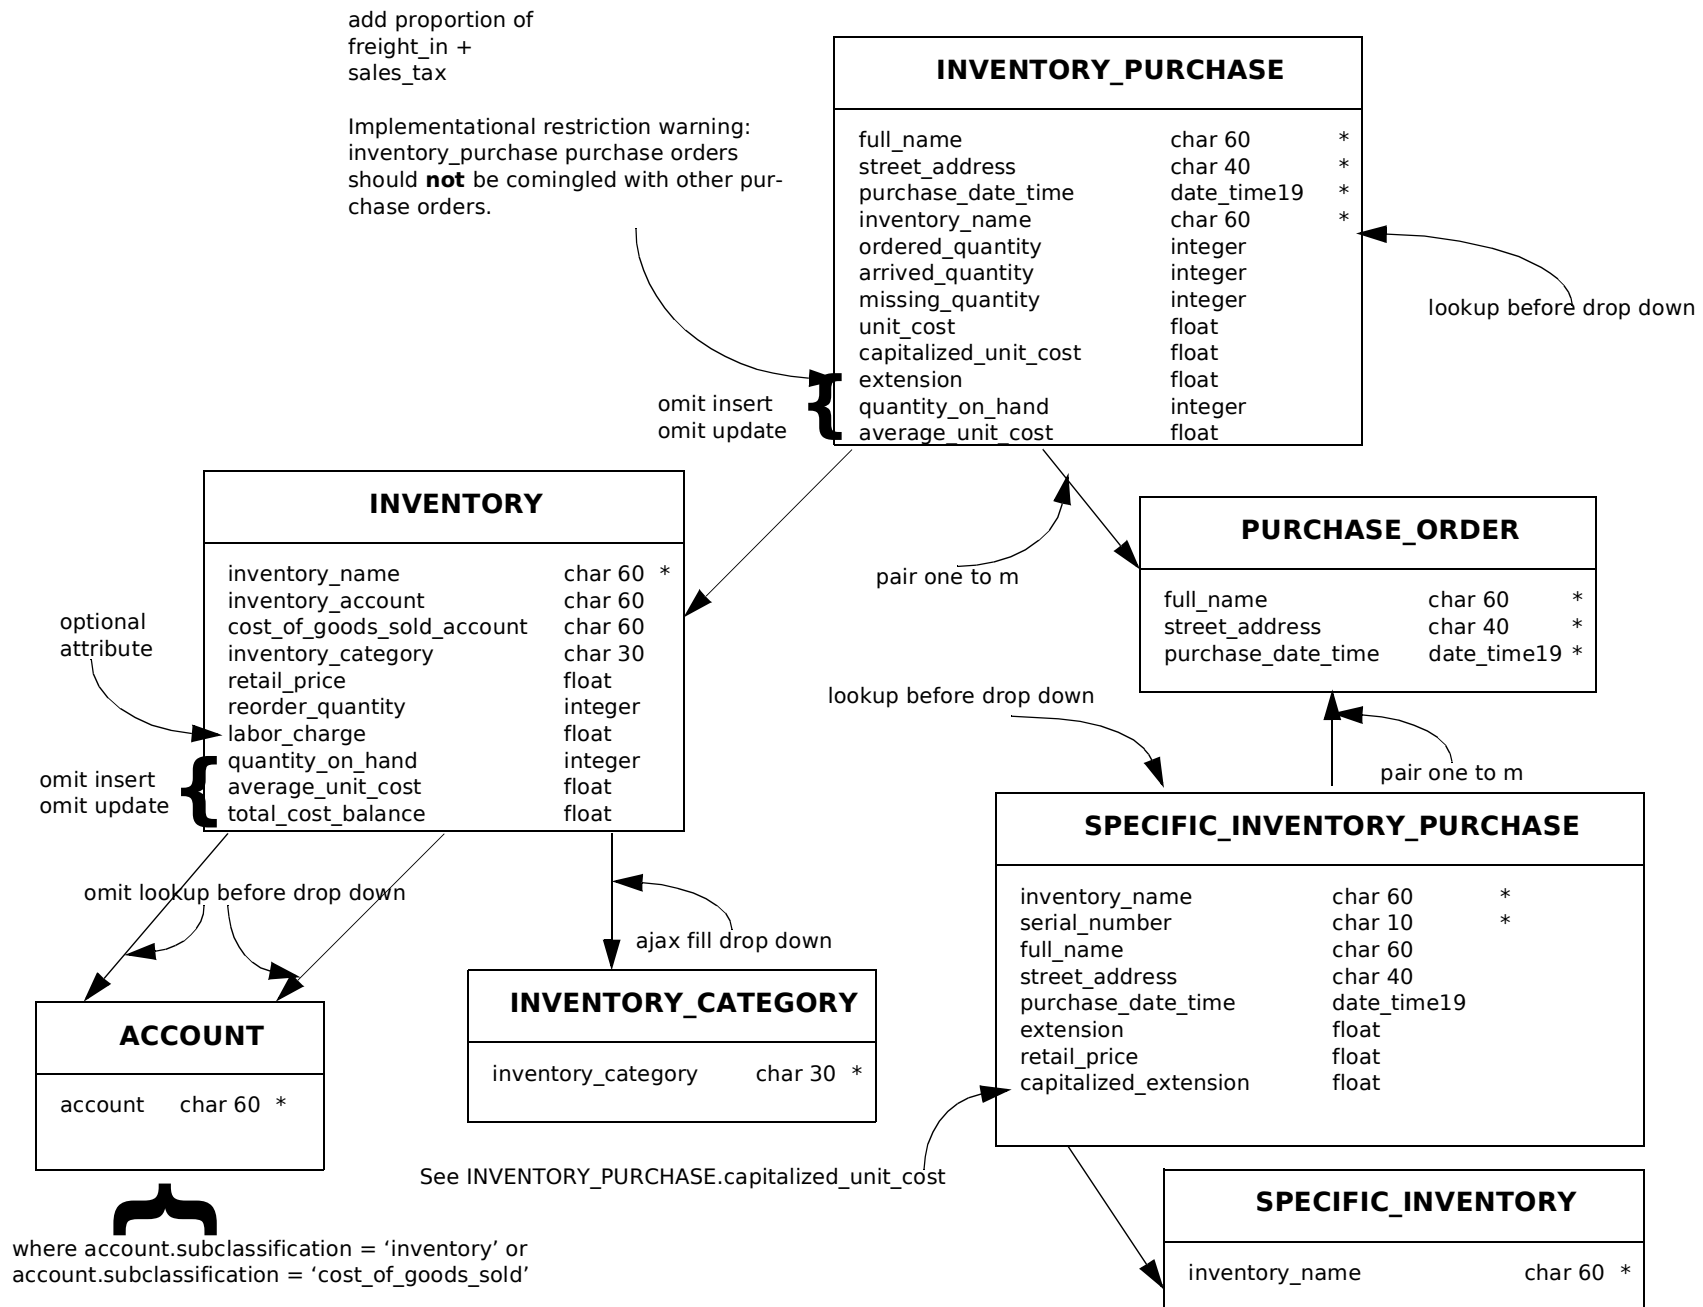 add proportion of
freight_in +
sales_tax
Implementational restriction warning:
inventory_purchase purchase orders
should not be comingled with other pur-
chase orders.
INVENTORY_PURCHASE
full_name char 60 *
street_address char 40 *
purchase_date_time date_time19 *
inventory_name char 60 *
ordered_quantity integer
arrived_quantity integer
missing_quantity integer
unit_cost float
capitalized_unit_cost float
extension float
quantity_on_hand integer
average_unit_cost float
lookup before drop down
omit insert
omit update
INVENTORY
inventory_name char 60 *
inventory_account char 60
cost_of_goods_sold_account char 60
inventory_category char 30
retail_price float
reorder_quantity integer
labor_charge float
quantity_on_hand integer
average_unit_cost float
total_cost_balance float
optional
attribute
omit insert
omit update
pair one to m
PURCHASE_ORDER
full_name char 60 *
street_address char 40 *
purchase_date_time date_time19 *
lookup before drop down
pair one to m
SPECIFIC_INVENTORY_PURCHASE
inventory_name char 60 *
serial_number char 10 *
full_name char 60
street_address char 40
purchase_date_time date_time19
extension float
retail_price float
capitalized_extension float
omit lookup before drop down
ajax fill drop down
ACCOUNT
account char 60 *
INVENTORY_CATEGORY
inventory_category char 30 *
See INVENTORY_PURCHASE.capitalized_unit_cost
where account.subclassification = ‘inventory’ or
account.subclassification = ‘cost_of_goods_sold’
SPECIFIC_INVENTORY
inventory_name char 60 *